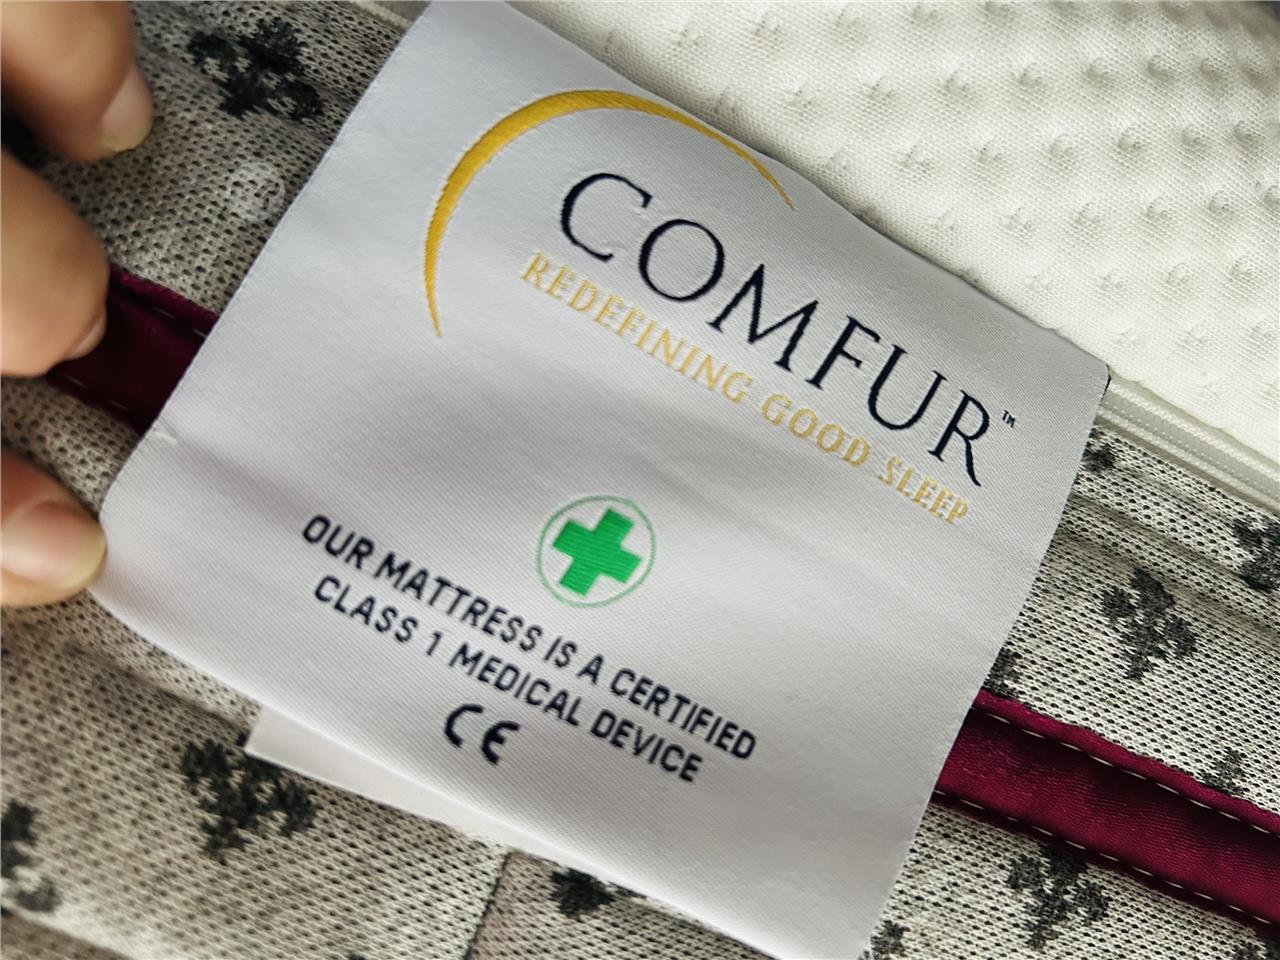 COMFUR™
REDEFINING GOOD SLEEP
OUR MATTRESS IS A CERTIFIED
CLASS 1 MEDICAL DEVICE
CE